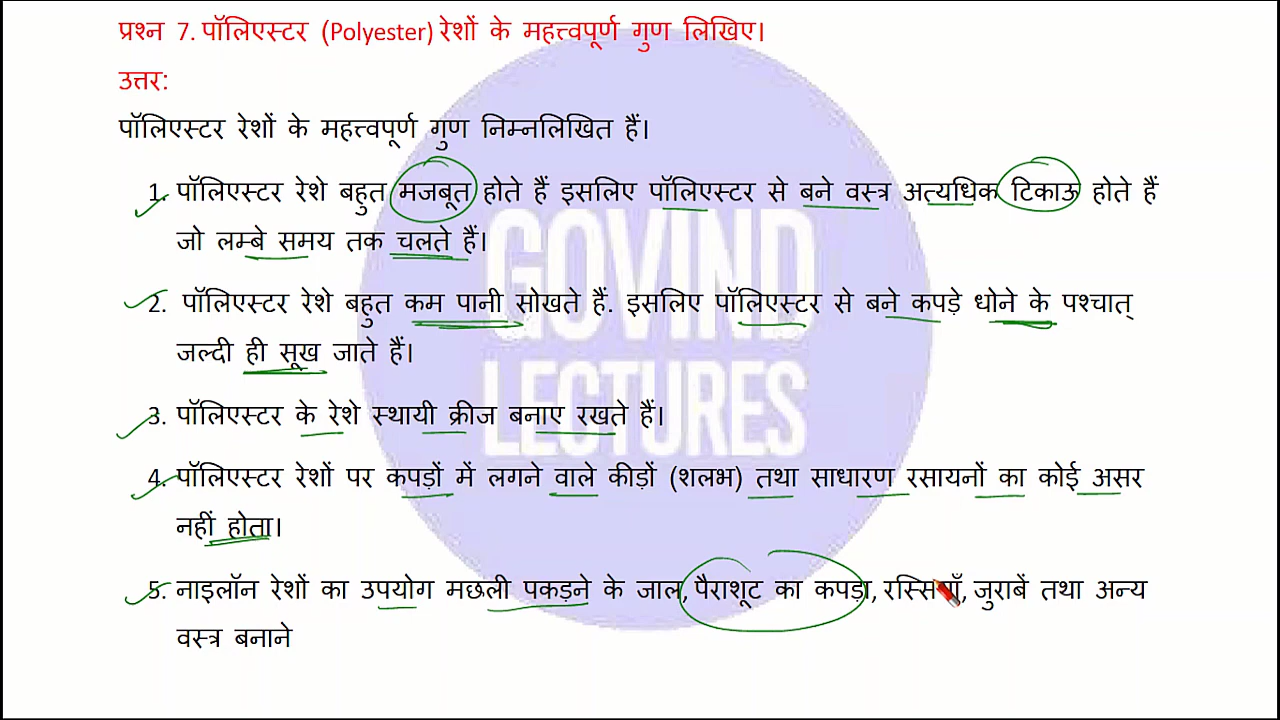 प्रश्न 7. पॉलिएस्टर (Polyester) रेशों के महत्त्वपूर्ण गुण लिखिए।
उत्तर:
पॉलिएस्टर रेशों के महत्त्वपूर्ण गुण निम्नलिखित हैं।
1. पॉलिएस्टर रेशे बहुत मजबूत होते हैं इसलिए पॉलिएस्टर से बने वस्त्र अत्यधिक टिकाऊ होते हैं
जो लम्बे समय तक चलते हैं।
2. पॉलिएस्टर रेशे बहुत कम पानी सोखते हैं. इसलिए पॉलिएस्टर से बने कपड़े धोने के पश्चात्
जल्दी ही सूख जाते हैं।
3. पॉलिएस्टर के रेशे स्थायी क्रीज बनाए रखते हैं।
4. पॉलिएस्टर रेशों पर कपड़ों में लगने वाले कीड़ों (शलभ) तथा साधारण रसायनों का कोई असर
नहीं होता।
5. नाइलॉन रेशों का उपयोग मछली पकड़ने के जाल, पैराशूट का कपड़ा, रस्सियाँ, जुराबें तथा अन्य
वस्त्र बनाने
GOVIND
LECTURES